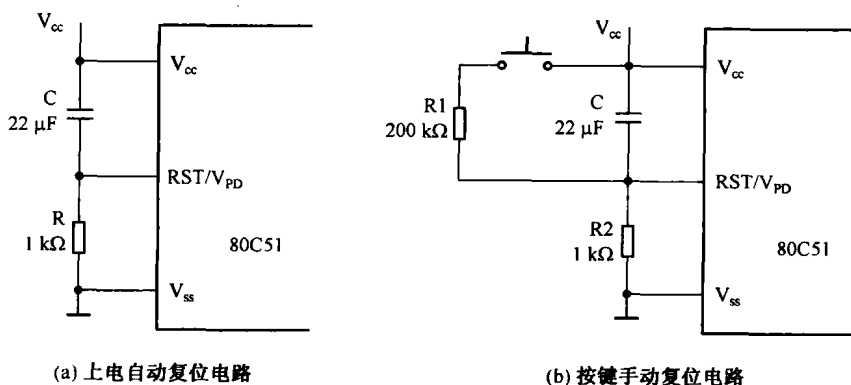 Vcc
Vcc
C
22 μF
RST/VPD
R
1 kΩ
80C51
Vss
(a) 上电自动复位电路
Vcc
Vcc
R1
200 kΩ
C
22 μF
RST/VPD
R2
1 kΩ
80C51
Vss
(b) 按键手动复位电路